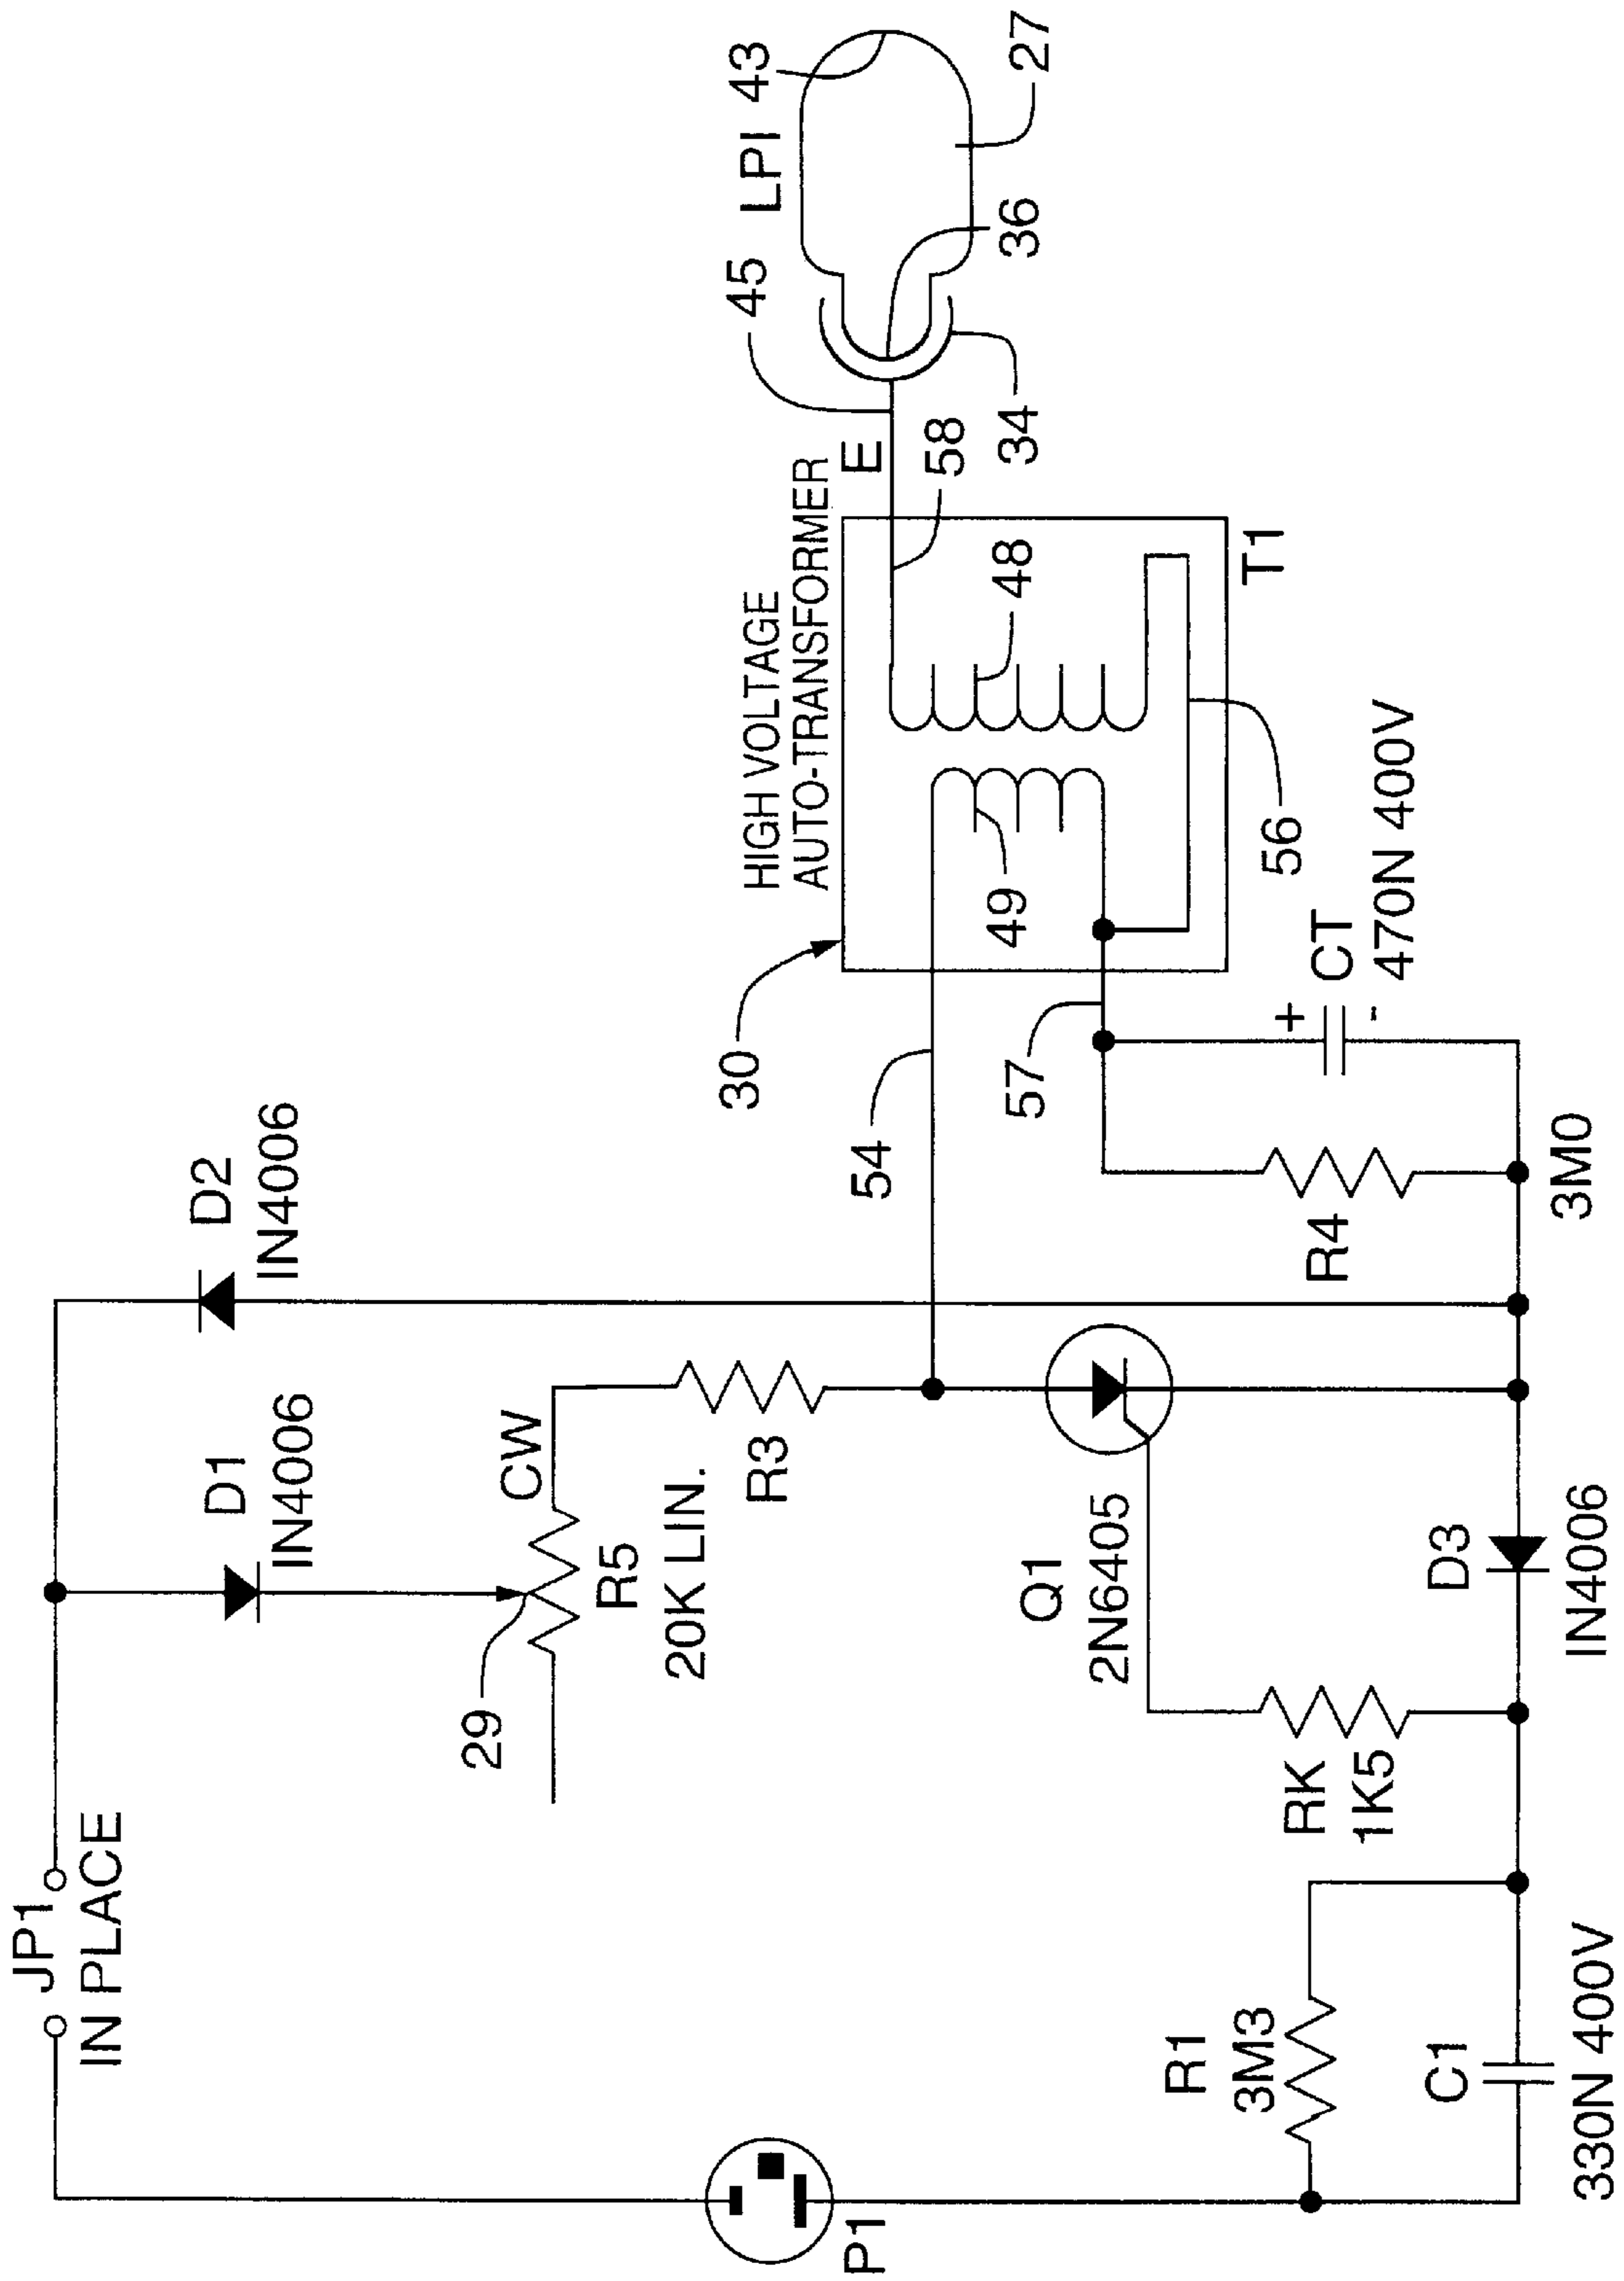 JP1
IN PLACE
P1
R1
3M3
C1
330N 400V
D1
IN4006
D2
IN4006
29
CW
R5
20K LIN.
R3
Q1
2N6405
RK
1K5
D3
IN4006
54
30
HIGH VOLTAGE
AUTO-TRANSFORMER
49
48
58
E
45
LPI 43
36
34
27
T1
56
57
R4
3M0
+
CT
-
470N 400V